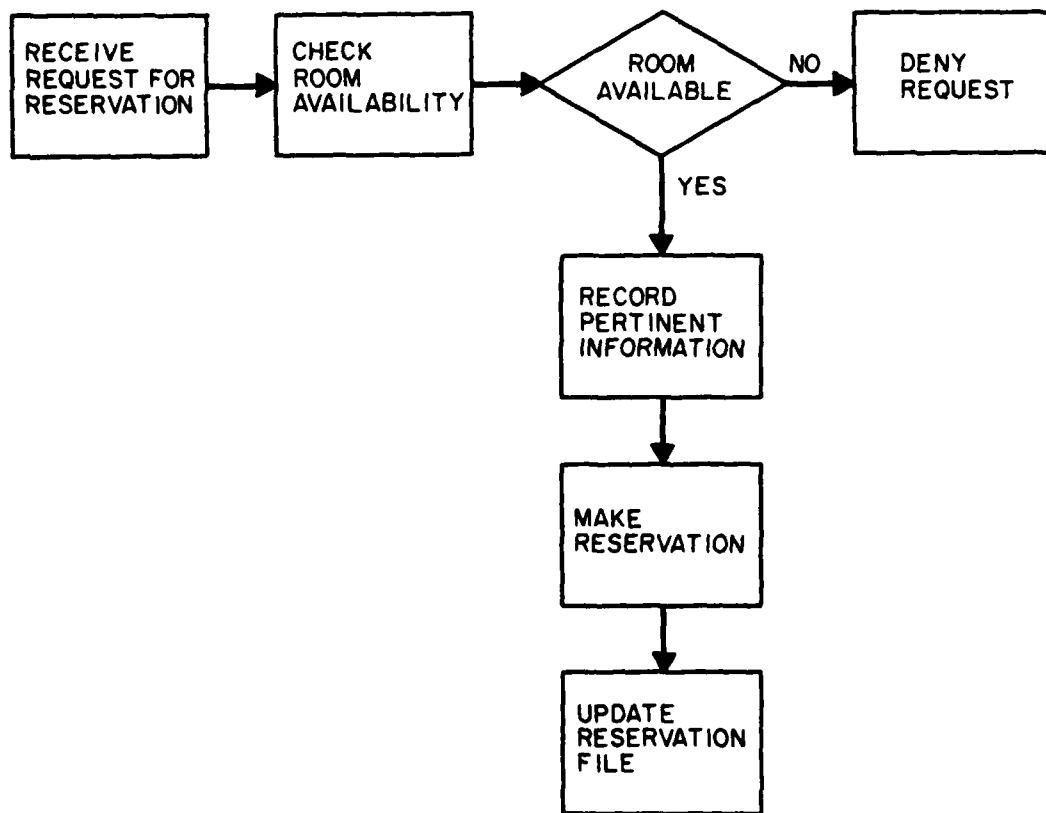 RECEIVE
REQUEST FOR
RESERVATION
CHECK
ROOM
AVAILABILITY
ROOM
AVAILABLE
NO
DENY
REQUEST
YES
RECORD
PERTINENT
INFORMATION
MAKE
RESERVATION
UPDATE
RESERVATION
FILE